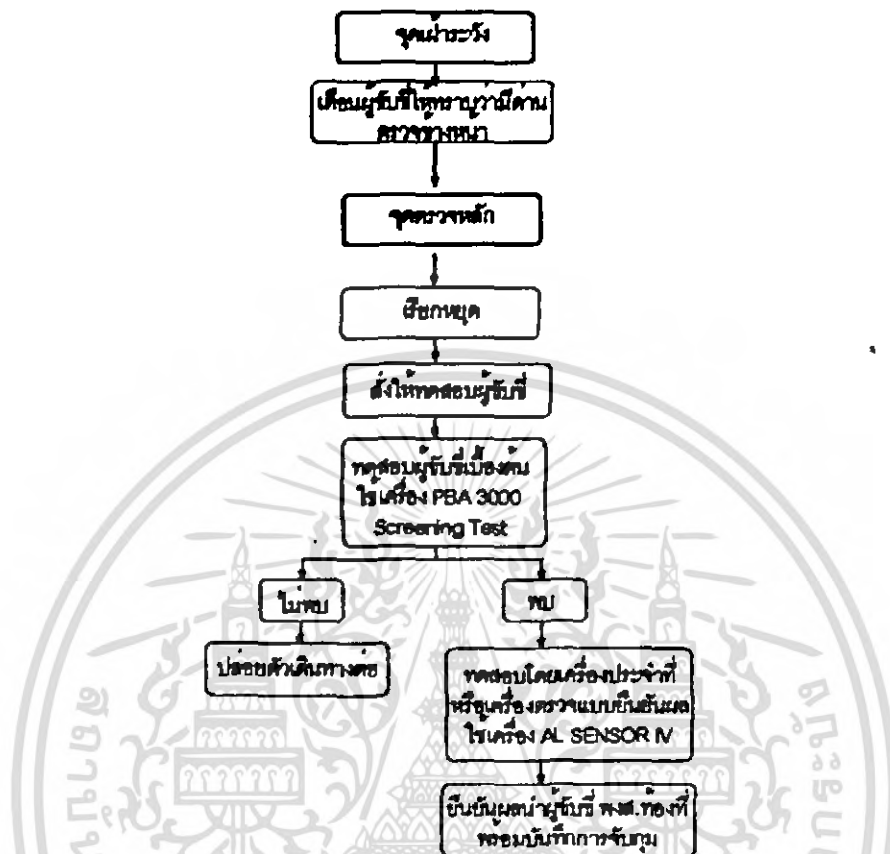 ชุดเฝ้าระวัง
เตือนผู้ขับขี่ให้ทราบว่ามีด่าน
ตรวจข้างหน้า
ชุดตรวจหลัก
เรียกหยุด
สั่งให้ทดสอบผู้ขับขี่
ทดสอบผู้ขับขี่เบื้องต้น
ใช้เครื่อง PBA 3000
Screening Test
ไม่พบ
พบ
ปล่อยตัวเดินทางต่อ
ทดสอบโดยเครื่องประจำที่
หรือเครื่องตรวจแบบยืนยันผล
ใช้เครื่อง AL SENSOR IV
ยืนยันผลนำผู้ขับขี่ พงส.ท้องที่
พร้อมบันทึกการจับกุม